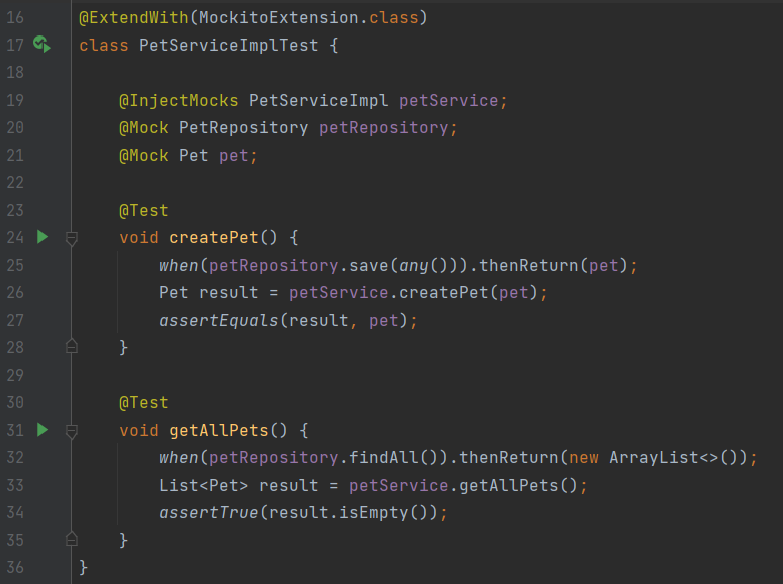 16 @ExtendWith(MockitoExtension.class)
17 class PetServiceImplTest {
18
19     @InjectMocks PetServiceImpl petService;
20     @Mock PetRepository petRepository;
21     @Mock Pet pet;
22
23     @Test
24     void createPet() {
25         when(petRepository.save(any())).thenReturn(pet);
26         Pet result = petService.createPet(pet);
27         assertEquals(result, pet);
28     }
29
30     @Test
31     void getAllPets() {
32         when(petRepository.findAll()).thenReturn(new ArrayList<>());
33         List<Pet> result = petService.getAllPets();
34         assertTrue(result.isEmpty());
35     }
36 }